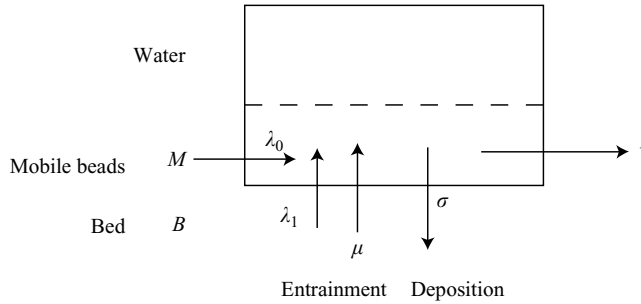 Water
λ0
Mobile beads M
σ
λ1
Bed B
μ
Entrainment Deposition